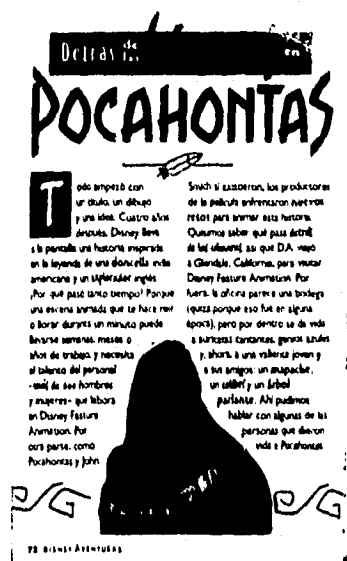 Detrás de las
en
POCAHONTAS
Todo empezó con
un título, un dibujo
y una idea. Cuatro años
después, Disney lleva
a la pantalla una historia inspirada
en la leyenda de una doncella india
americana y un explorador inglés
¿Por qué pasó tanto tiempo? Porque
una escena animada que te hace reír
o llorar durante un minuto puede
llevarse semanas, meses o
años de trabajo, y necesita
el talento del personal
de 600 hombres
y mujeres- que labora
en Disney Feature
Animation. Por
otra parte, como
Pocahontas y John
Smith sí existieron, los productores
de la película enfrentaron nuevos
retos para animar esta historia.
Quisimos saber qué pasa detrás
de las así que D.A. viajó
a Glendale, California, para visitar
Disney Feature Animation. Por
fuera, la oficina parece una bodega
(quizá porque eso fue en alguna
época), pero por dentro se da vida
a sirenas cantantes, genios azules
y, ahora, a una valiente joven y
a sus amigos: un mapache,
un colibrí y un árbol
parlante. Ahí pudimos
hablar con algunas de las
personas que dieron
vida a Pocahontas
72 DISNEY AVENTURAS